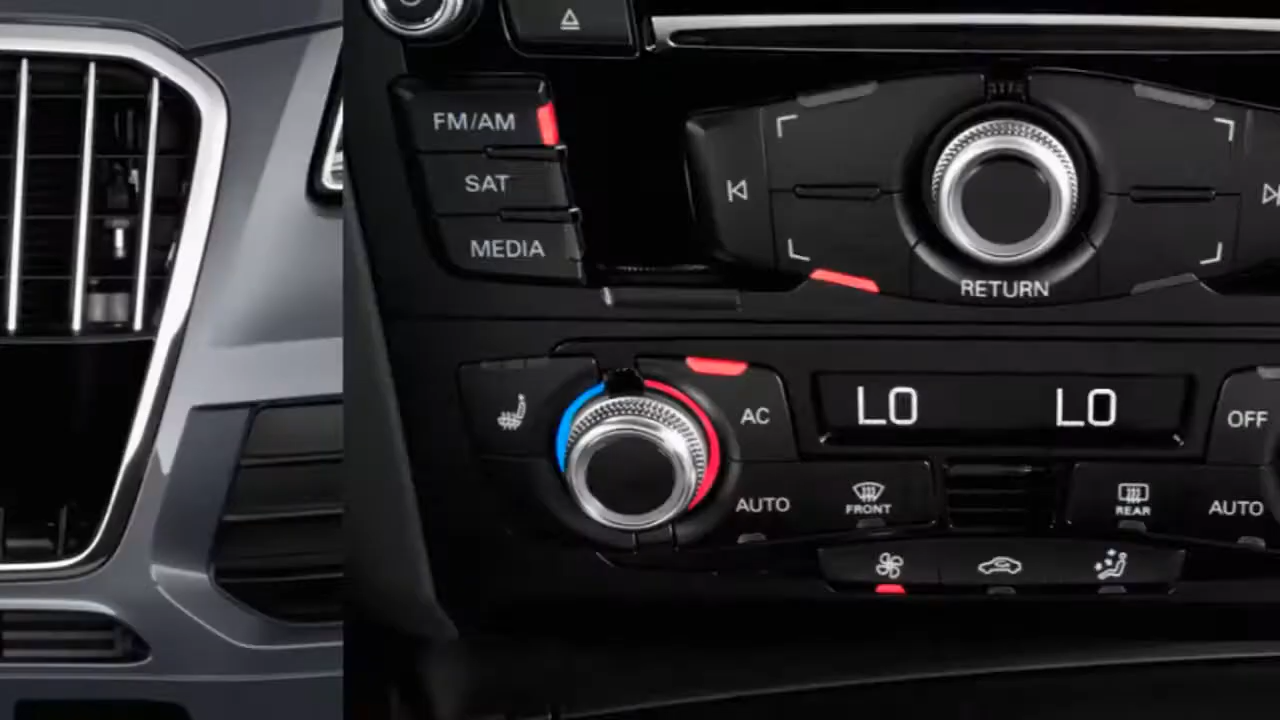 FM/AM
SAT
MEDIA
RETURN
AC
LO
LO
OFF
AUTO
FRONT
REAR
AUTO